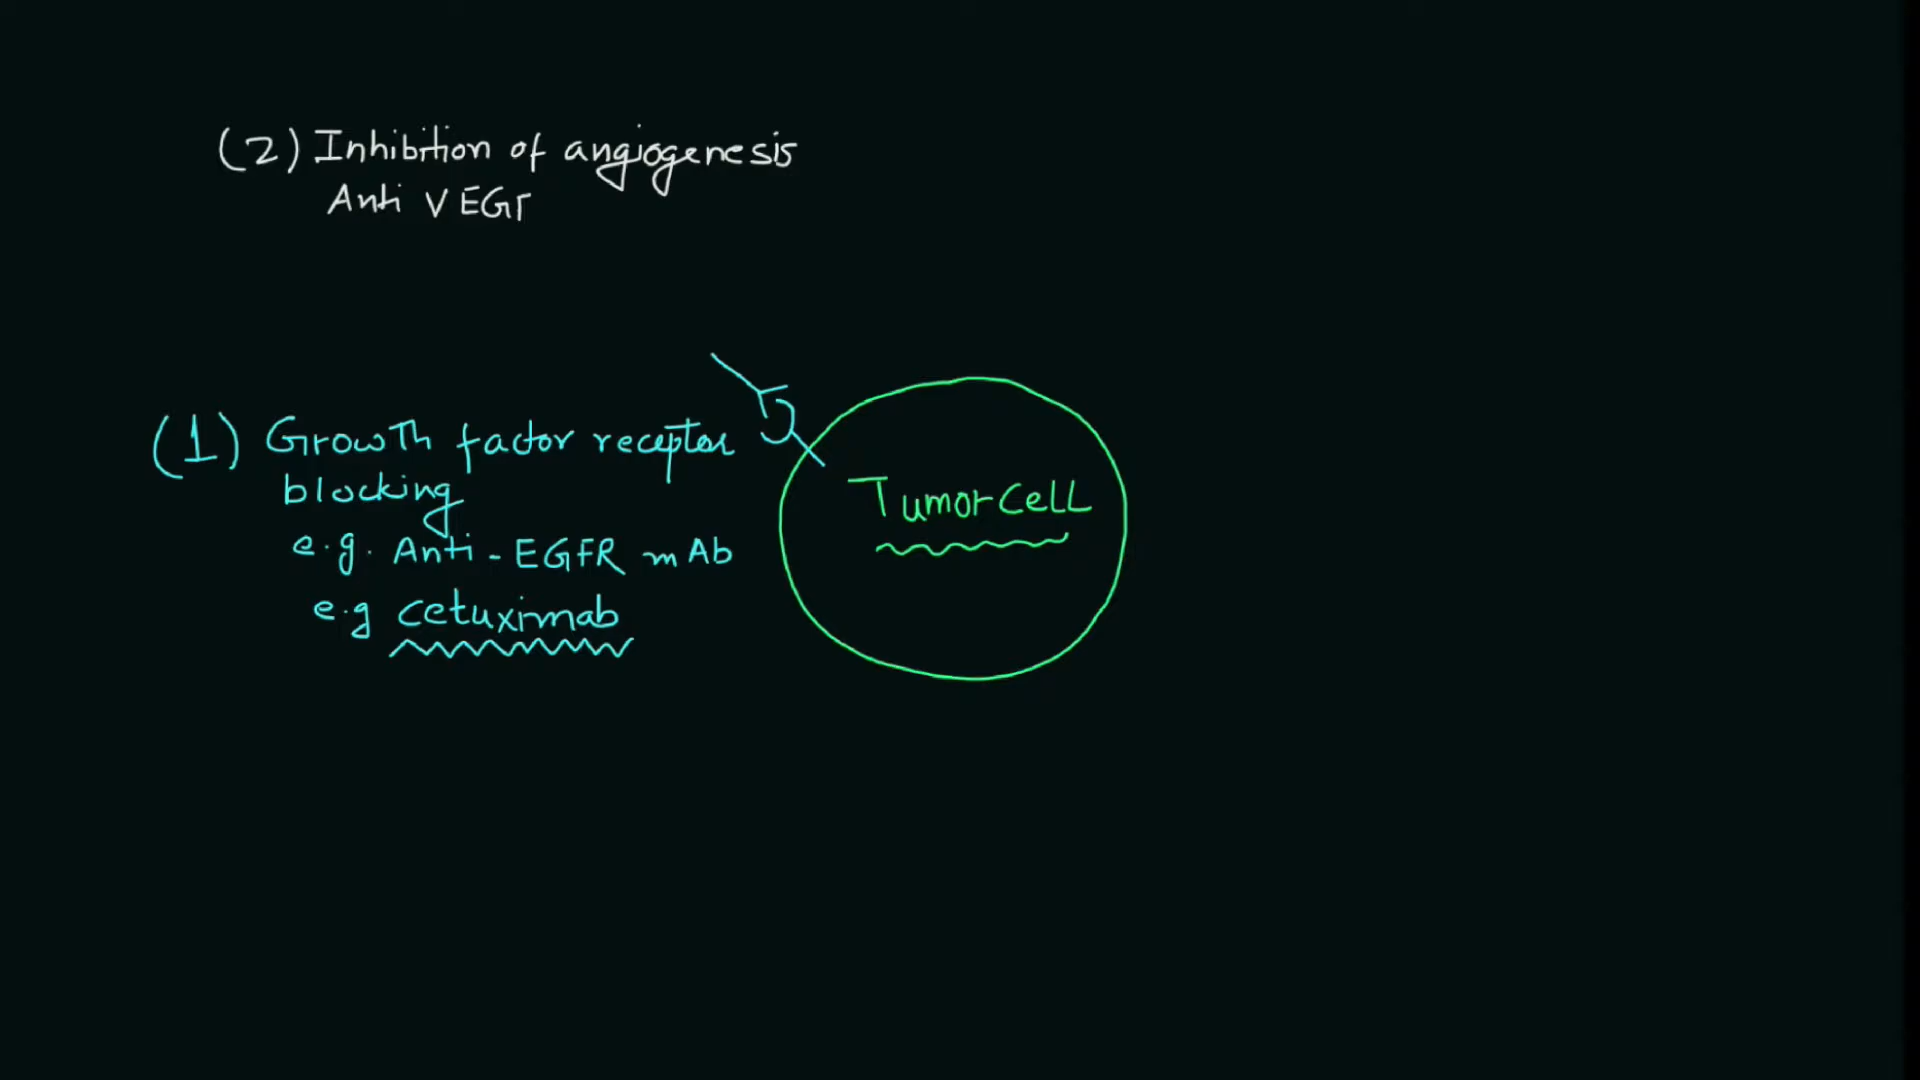 (2) Inhibition of angiogenesis
Anti VEGF
(1) Growth factor receptor
blocking
e.g. Anti-EGFR mAb
e.g cetuximab
Tumor Cell